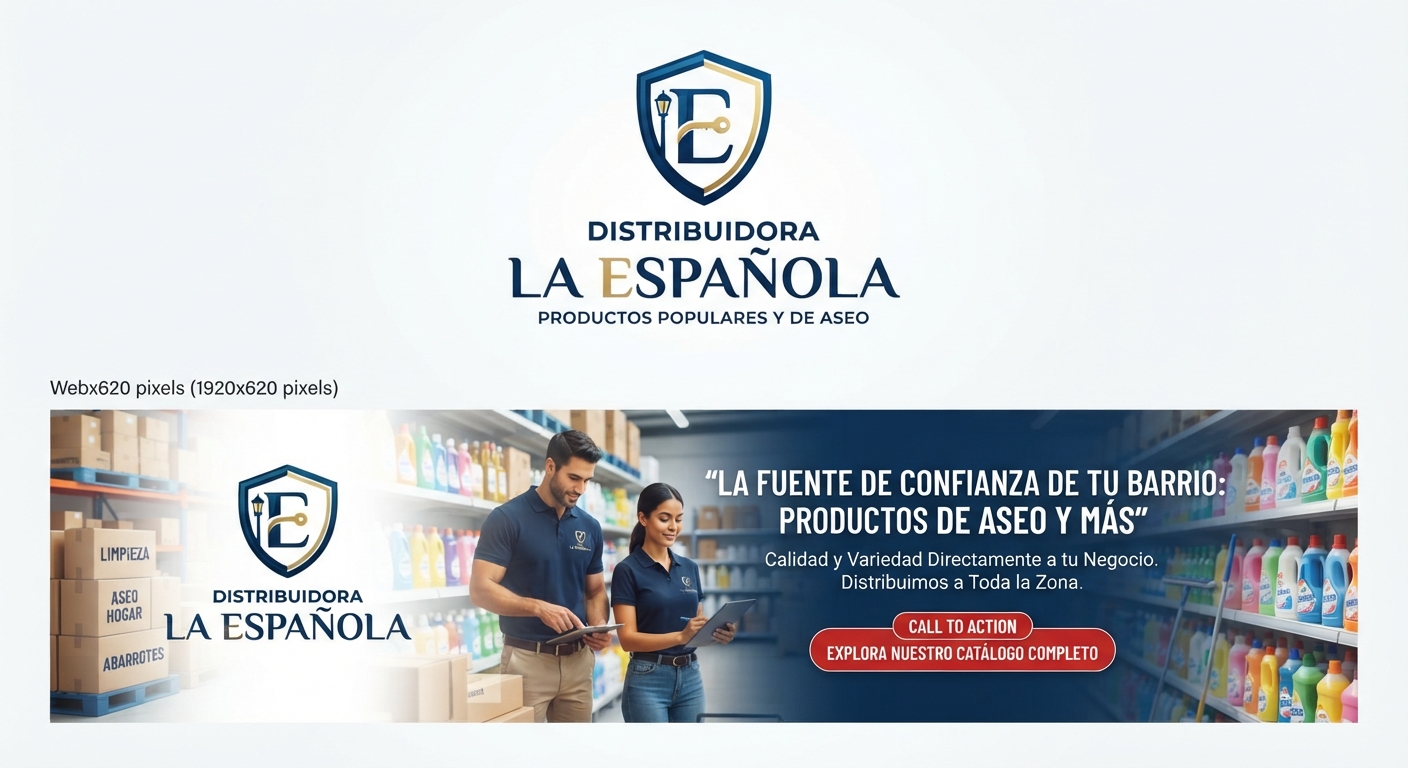 E
DISTRIBUIDORA
LA ESPAÑOLA
PRODUCTOS POPULARES Y DE ASEO
Webx620 pixels (1920x620 pixels)
LIMPIEZA
ASEO
HOGAR
ABARROTES
E
DISTRIBUIDORA
LA ESPAÑOLA
“LA FUENTE DE CONFIANZA DE TU BARRIO:
PRODUCTOS DE ASEO Y MÁS”
Calidad y Variedad Directamente a tu Negocio.
Distribuimos a Toda la Zona.
CALL TO ACTION
EXPLORA NUESTRO CATÁLOGO COMPLETO